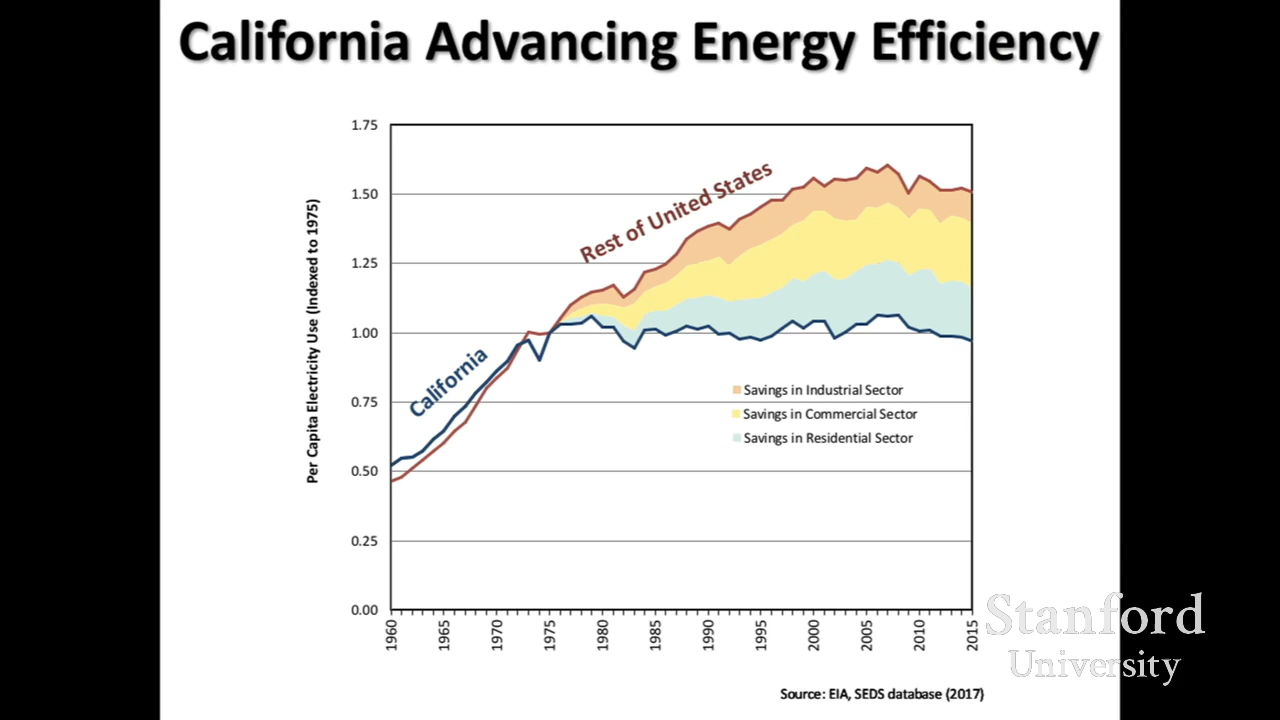 California Advancing Energy Efficiency
1.75
1.50
1.25
1.00
0.75
0.50
0.25
0.00
Per Capita Electricity Use (Indexed to 1975)
Rest of United States
California
Savings in Industrial Sector
Savings in Commercial Sector
Savings in Residential Sector
1960
1965
1970
1975
1980
1985
1990
1995
2000
2005
2010
2015
Stanford
University
Source: EIA, SEDS database (2017)